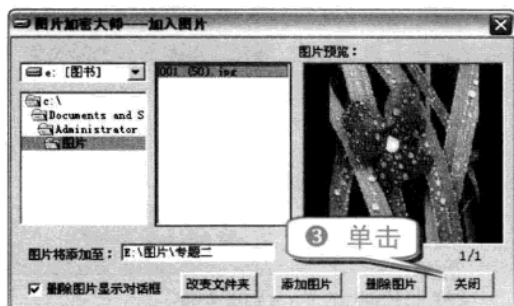 图片加密大师---加入图片
图片预览：
e: [图书]
001 (50).jpg
c:\
Documents and S
Administrator
图片
❸ 单击
图片将添加至： E:\图片\专题二
1/1
删除图片显示对话框
改变文件夹
添加图片
删除图片
关闭